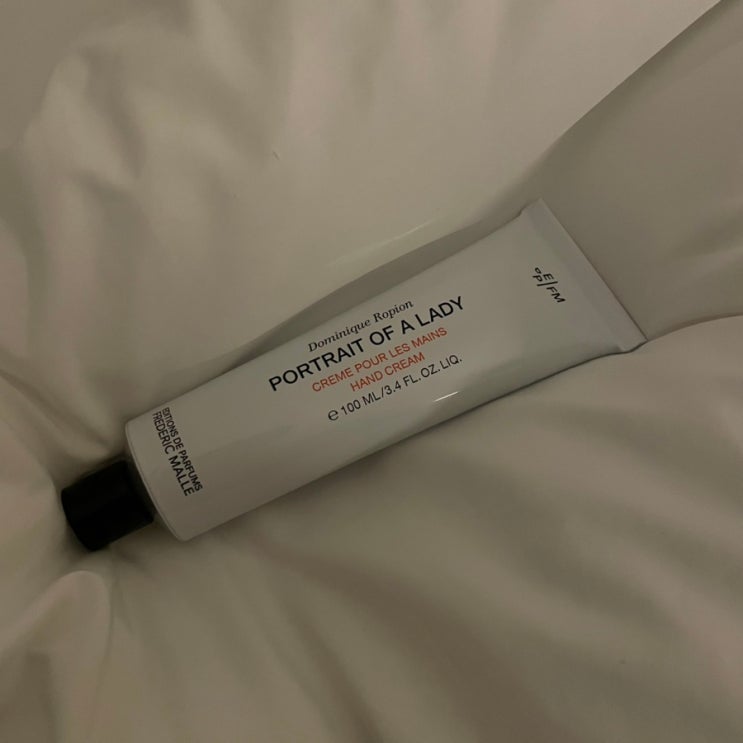 Dominique Ropion
PORTRAIT OF A LADY
CREME POUR LES MAINS
HAND CREAM
℮ 100 ML/3.4 FL. OZ. LIQ.
EDITIONS DE PARFUMS
FREDERIC MALLE
E
dP
FM